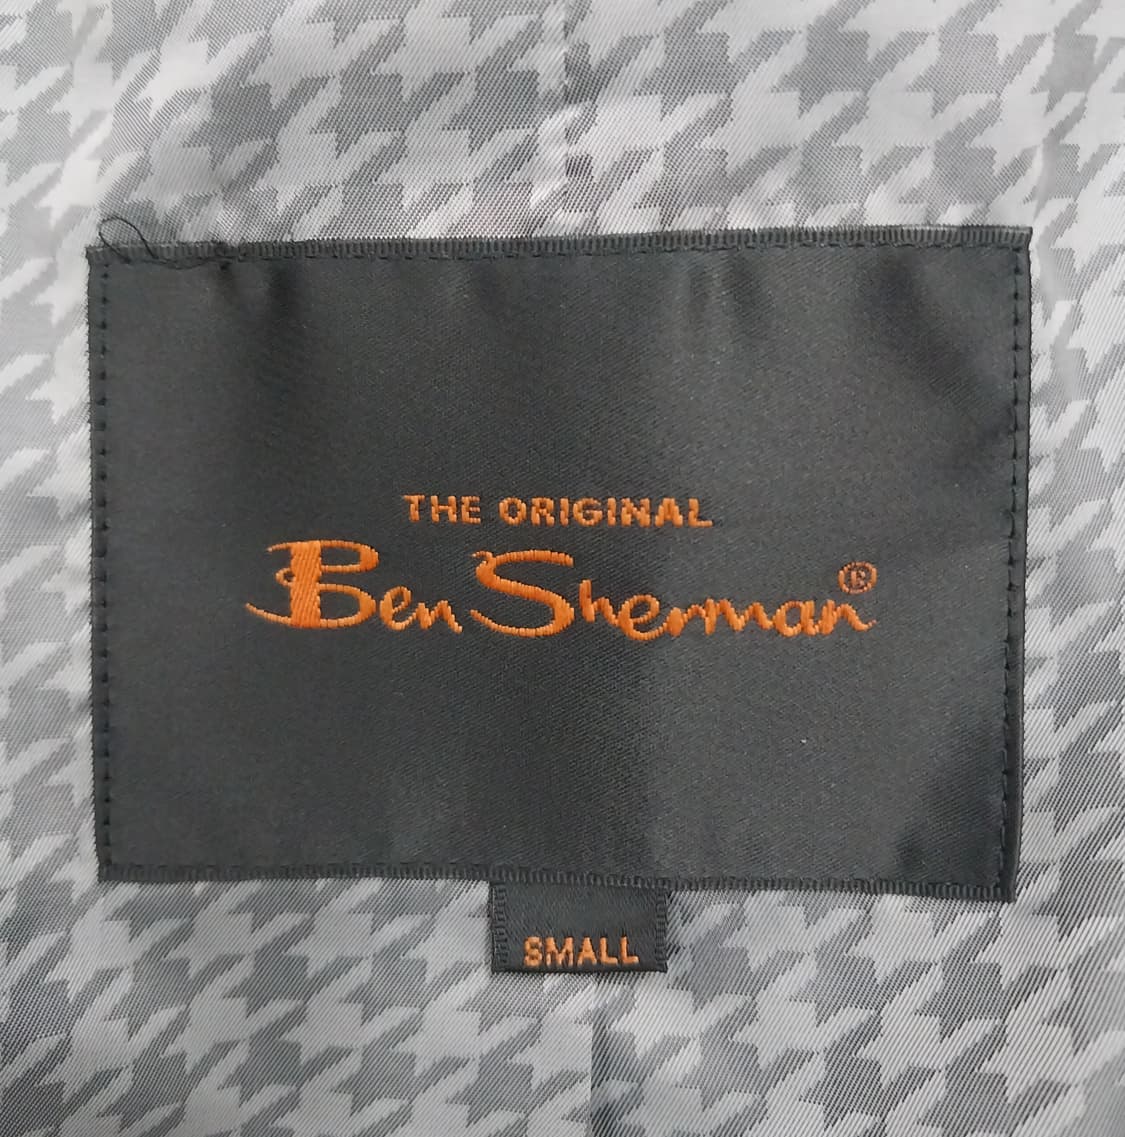 THE ORIGINAL
Ben Sherman®
SMALL